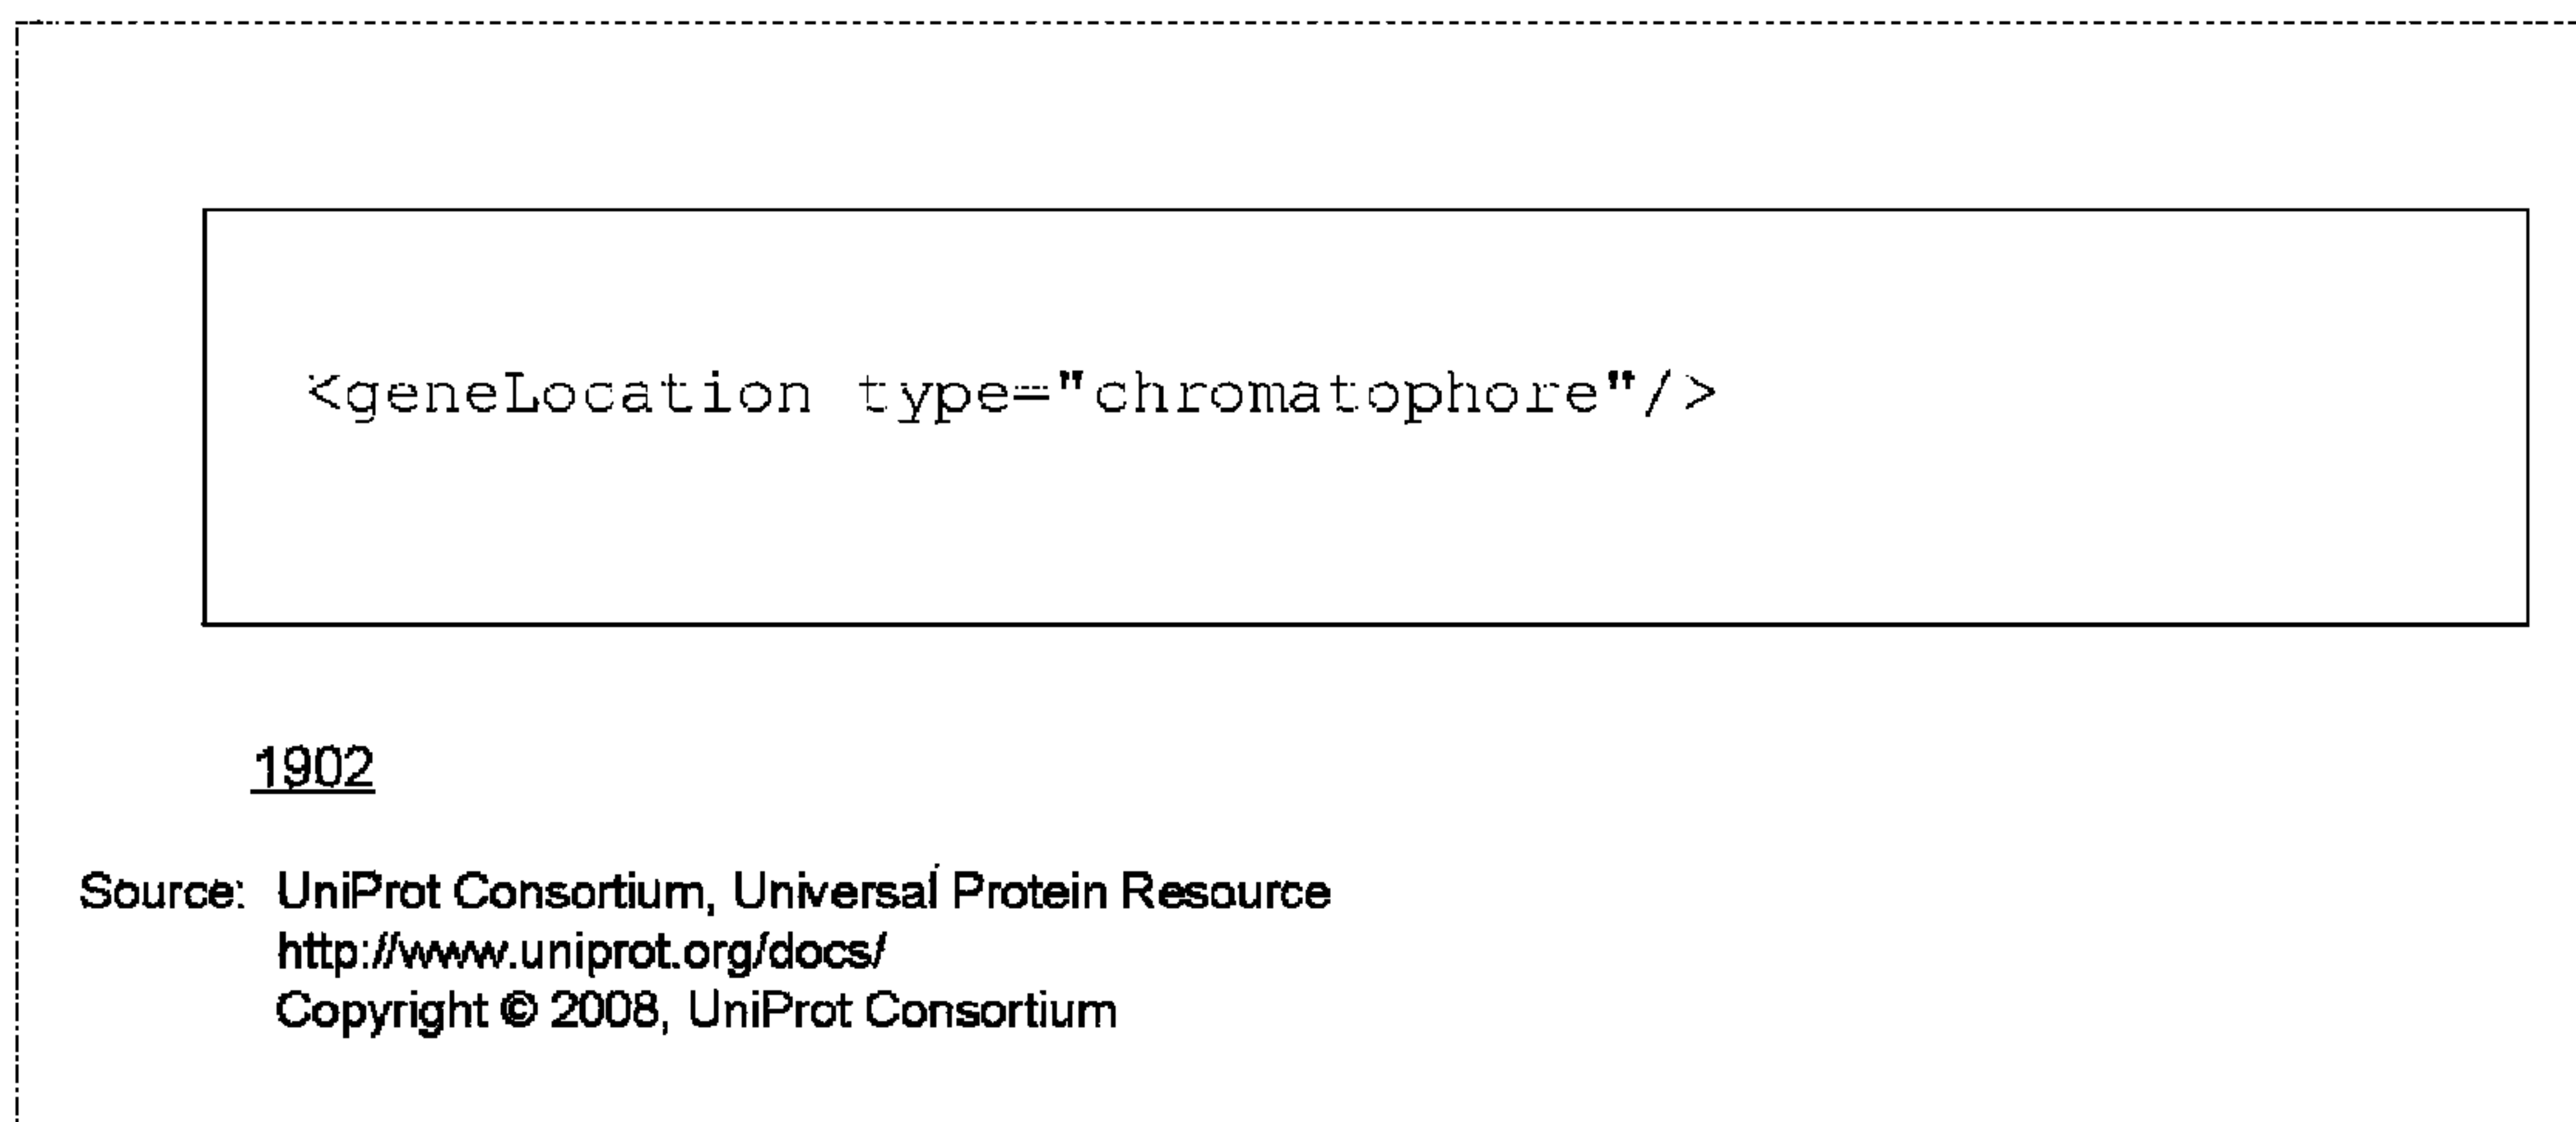 <geneLocation type="chromatophore"/>
1902
Source: UniProt Consortium, Universal Protein Resource
http://www.uniprot.org/docs/
Copyright © 2008, UniProt Consortium